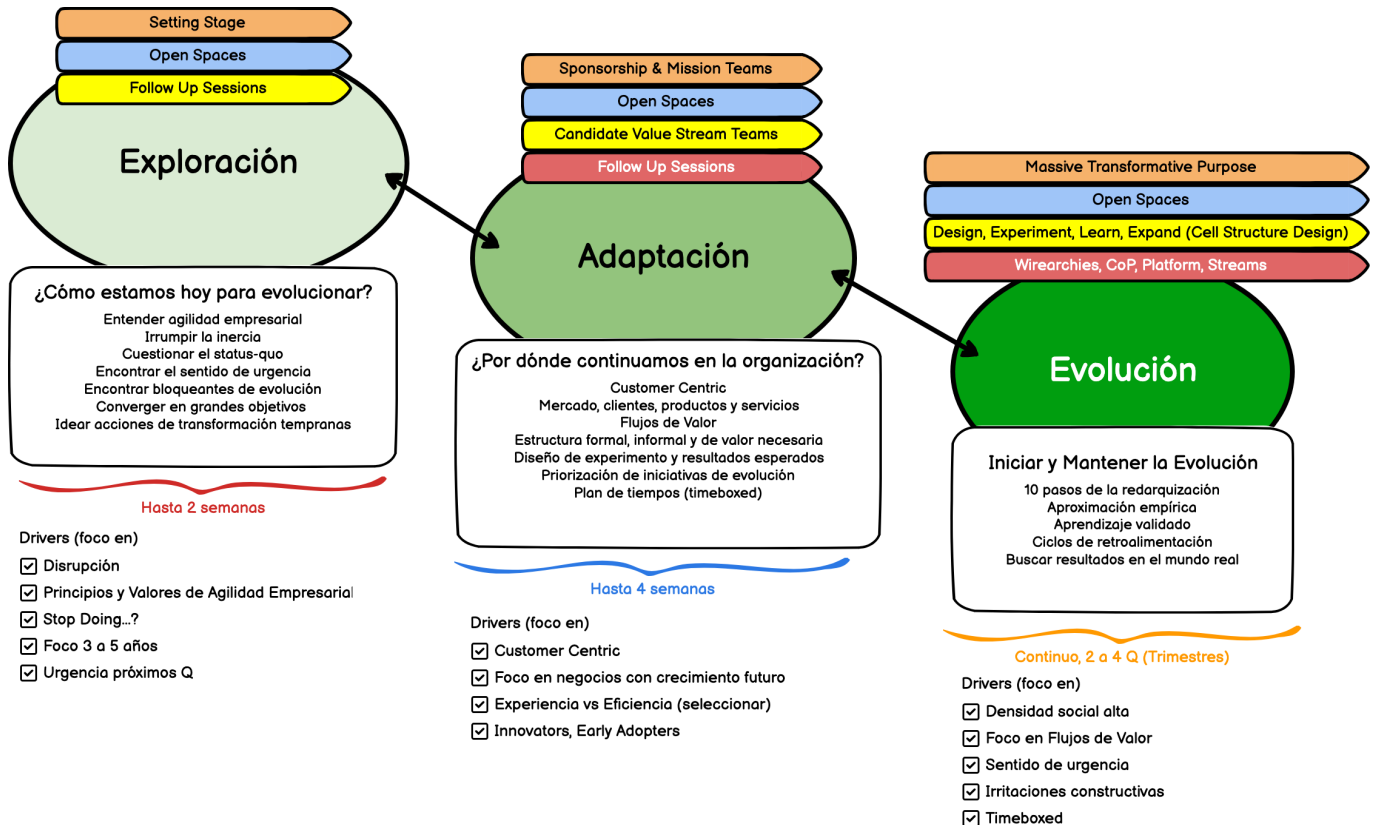 Setting Stage
Open Spaces
Follow Up Sessions
Exploración
¿Cómo estamos hoy para evolucionar?
Entender agilidad empresarial
Irrumpir la inercia
Cuestionar el status-quo
Encontrar el sentido de urgencia
Encontrar bloqueantes de evolución
Converger en grandes objetivos
Idear acciones de transformación tempranas
Hasta 2 semanas
Drivers (foco en)
Disrupción
Principios y Valores de Agilidad Empresarial
Stop Doing...?
Foco 3 a 5 años
Urgencia próximos Q
Sponsorship & Mission Teams
Open Spaces
Candidate Value Stream Teams
Follow Up Sessions
Adaptación
¿Por dónde continuamos en la organización?
Customer Centric
Mercado, clientes, productos y servicios
Flujos de Valor
Estructura formal, informal y de valor necesaria
Diseño de experimento y resultados esperados
Priorización de iniciativas de evolución
Plan de tiempos (timeboxed)
Hasta 4 semanas
Drivers (foco en)
Customer Centric
Foco en negocios con crecimiento futuro
Experiencia vs Eficiencia (seleccionar)
Innovators, Early Adopters
Massive Transformative Purpose
Open Spaces
Design, Experiment, Learn, Expand (Cell Structure Design)
Wirearchies, CoP, Platform, Streams
Evolución
Iniciar y Mantener la Evolución
10 pasos de la redarquización
Aproximación empírica
Aprendizaje validado
Ciclos de retroalimentación
Buscar resultados en el mundo real
Continuo, 2 a 4 Q (Trimestres)
Drivers (foco en)
Densidad social alta
Foco en Flujos de Valor
Sentido de urgencia
Irritaciones constructivas
Timeboxed